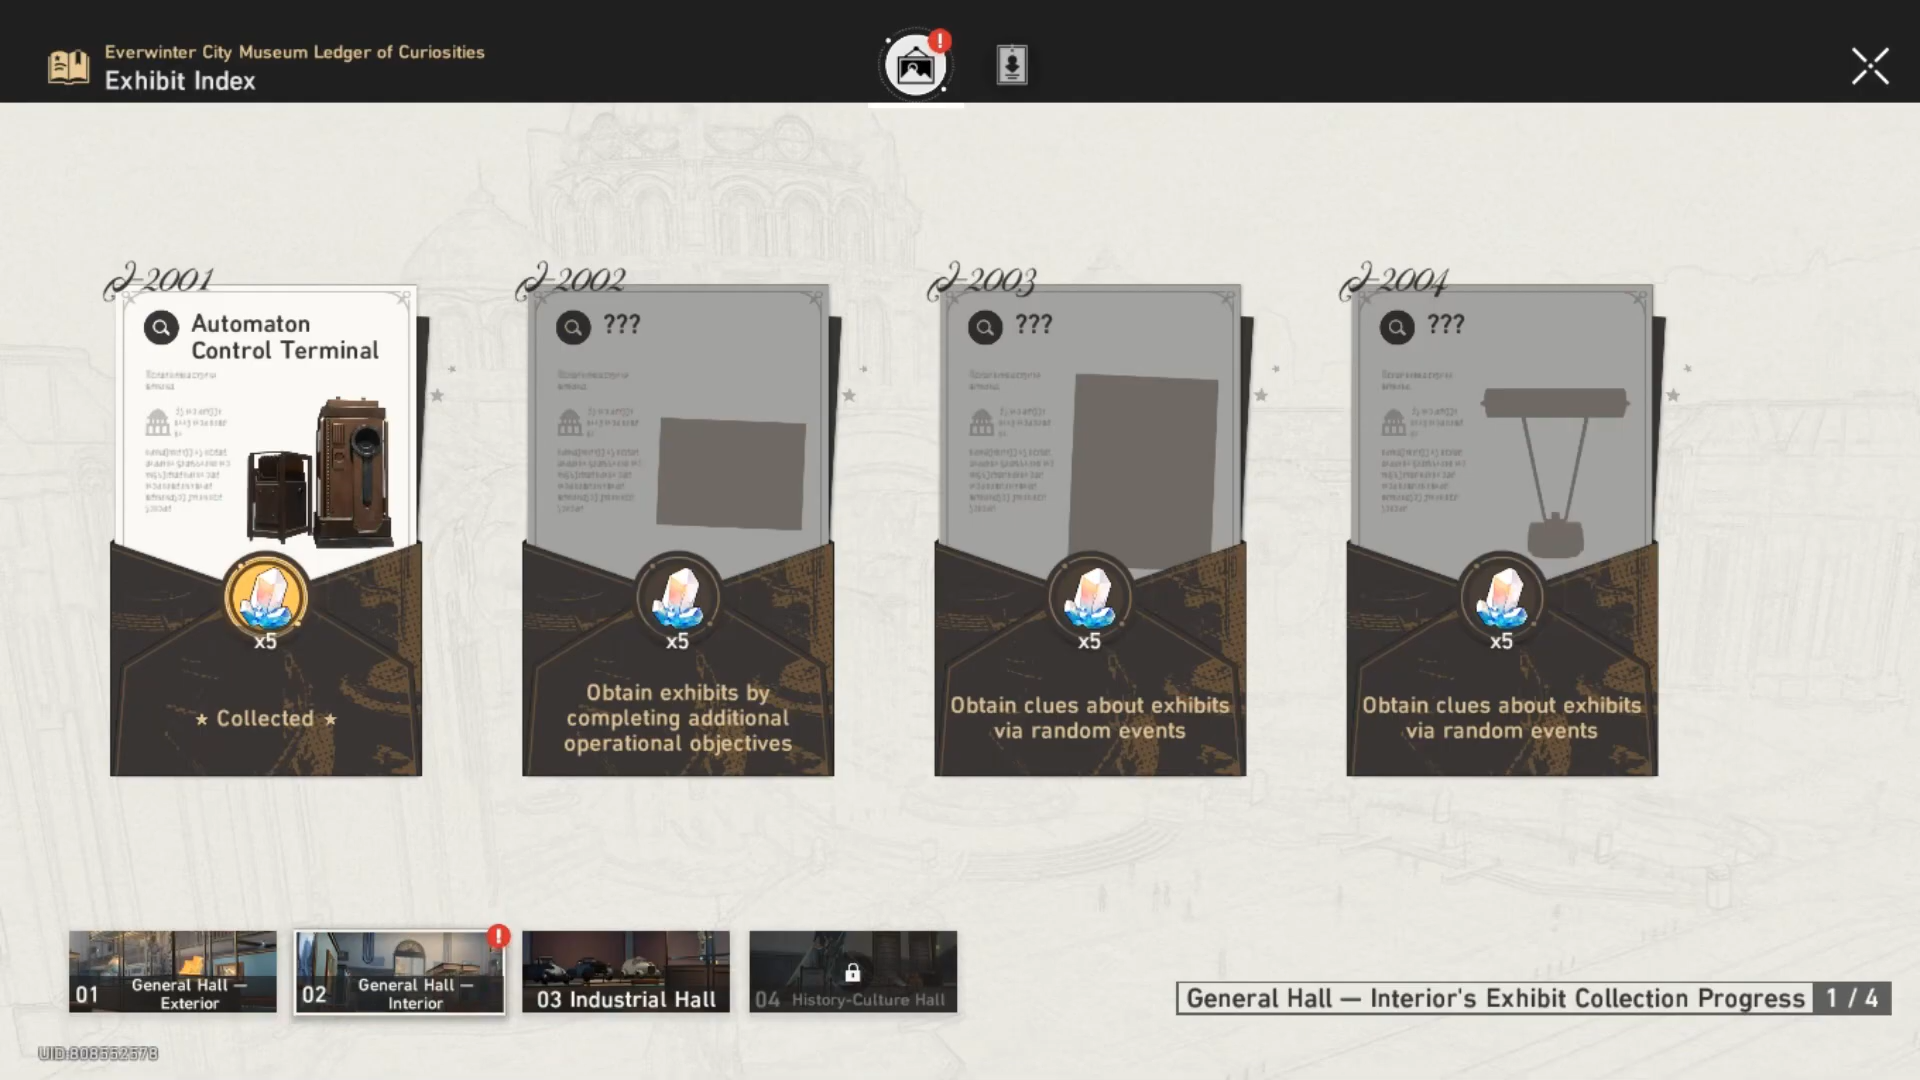 Everwinter City Museum Ledger of Curiosities
Exhibit Index
2001
Automaton
Control Terminal
x5
★ Collected ★
2002
???
x5
Obtain exhibits by
completing additional
operational objectives
2003
???
x5
Obtain clues about exhibits
via random events
2004
???
x5
Obtain clues about exhibits
via random events
01 General Hall —
Exterior
02 General Hall —
Interior
03 Industrial Hall
04 History-Culture Hall
General Hall — Interior's Exhibit Collection Progress 1 / 4
UID:808552578